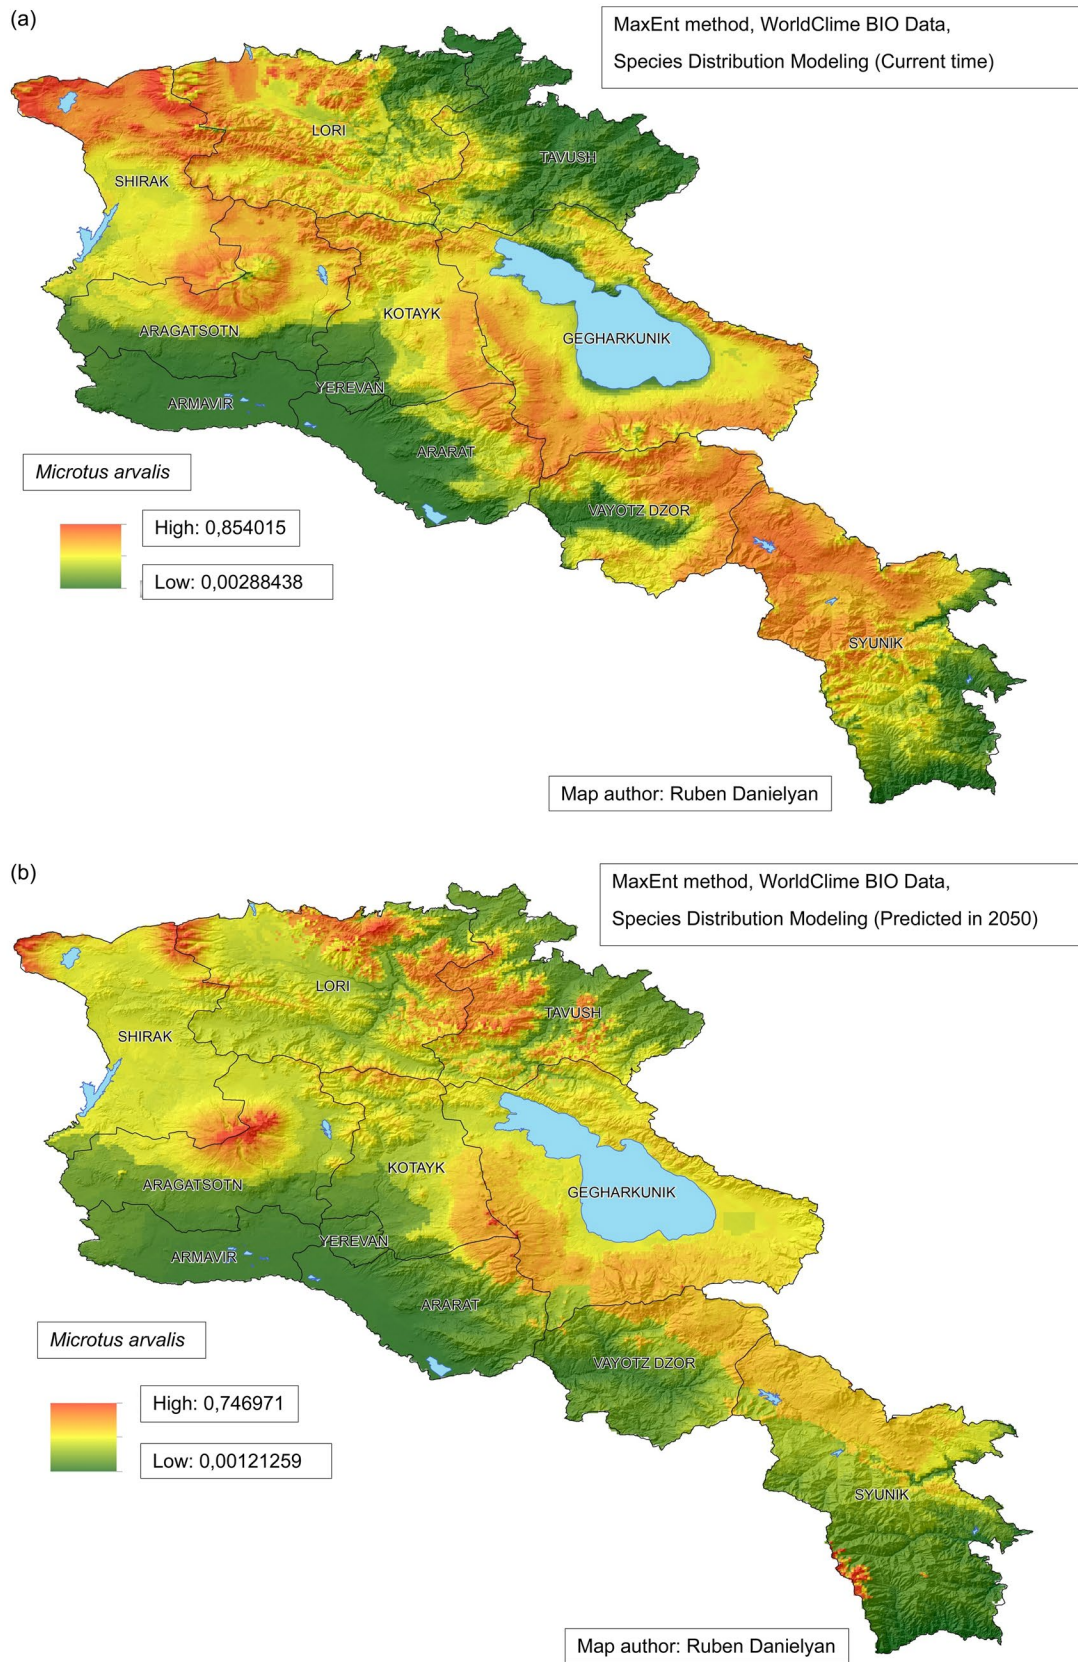 (a)
MaxEnt method, WorldClime BIO Data,
Species Distribution Modeling (Current time)
LORI
TAVUSH
SHIRAK
KOTAYK
GEGHARKUNIK
ARAGATSOTN
YEREVAN
ARMAVIR
ARARAT
Microtus arvalis
VAYOTZ DZOR
High: 0,854015
Low: 0,00288438
SYUNIK
Map author: Ruben Danielyan
(b)
MaxEnt method, WorldClime BIO Data,
Species Distribution Modeling (Predicted in 2050)
LORI
TAVUSH
SHIRAK
KOTAYK
GEGHARKUNIK
ARAGATSOTN
YEREVAN
ARMAVIR
ARARAT
Microtus arvalis
VAYOTZ DZOR
High: 0,746971
Low: 0,00121259
SYUNIK
Map author: Ruben Danielyan